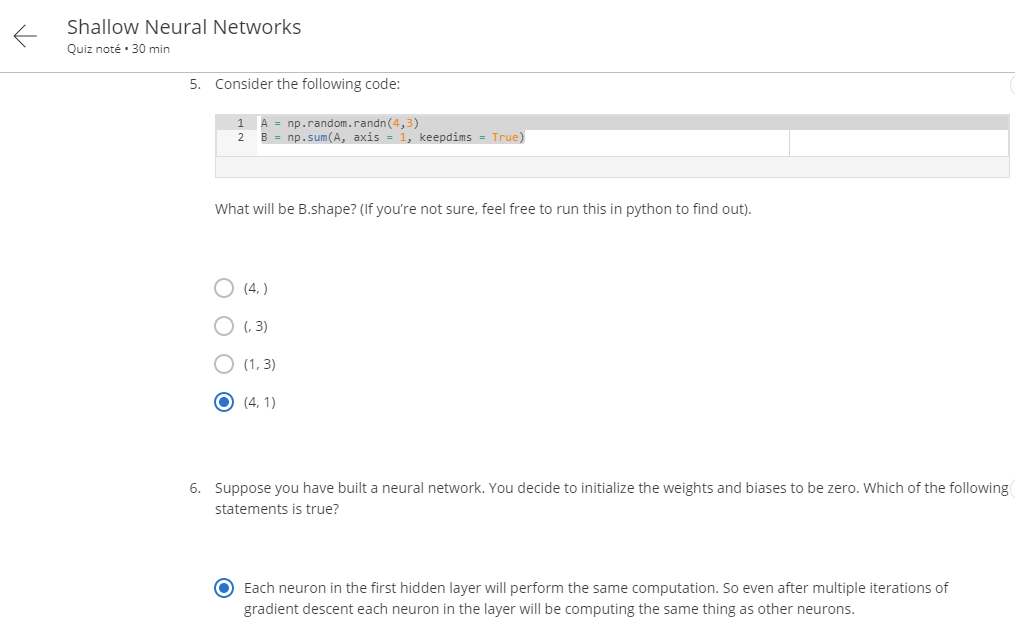 Shallow Neural Networks
Quiz noté • 30 min
5. Consider the following code:
1 A = np.random.randn(4,3)
2 B = np.sum(A, axis = 1, keepdims = True)
What will be B.shape? (If you’re not sure, feel free to run this in python to find out).
(4, )
(, 3)
(1, 3)
(4, 1)
6. Suppose you have built a neural network. You decide to initialize the weights and biases to be zero. Which of the following
statements is true?
Each neuron in the first hidden layer will perform the same computation. So even after multiple iterations of
gradient descent each neuron in the layer will be computing the same thing as other neurons.